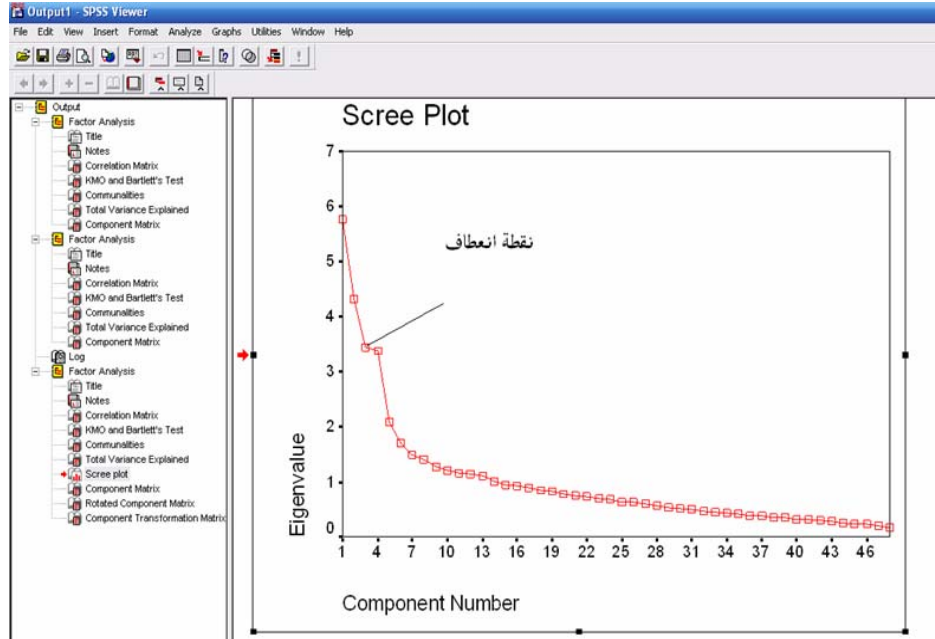 Output1 - SPSS Viewer
File Edit View Insert Format Analyze Graphs Utilities Window Help
Output
Factor Analysis
Title
Notes
Correlation Matrix
KMO and Bartlett's Test
Communalities
Total Variance Explained
Component Matrix
Factor Analysis
Title
Notes
Correlation Matrix
KMO and Bartlett's Test
Communalities
Total Variance Explained
Component Matrix
Log
Factor Analysis
Title
Notes
Correlation Matrix
KMO and Bartlett's Test
Communalities
Total Variance Explained
Scree plot
Component Matrix
Rotated Component Matrix
Component Transformation Matrix
Scree Plot
نقطة انعطاف
7
6
5
4
3
2
1
0
Eigenvalue
1 4 7 10 13 16 19 22 25 28 31 34 37 40 43 46
Component Number